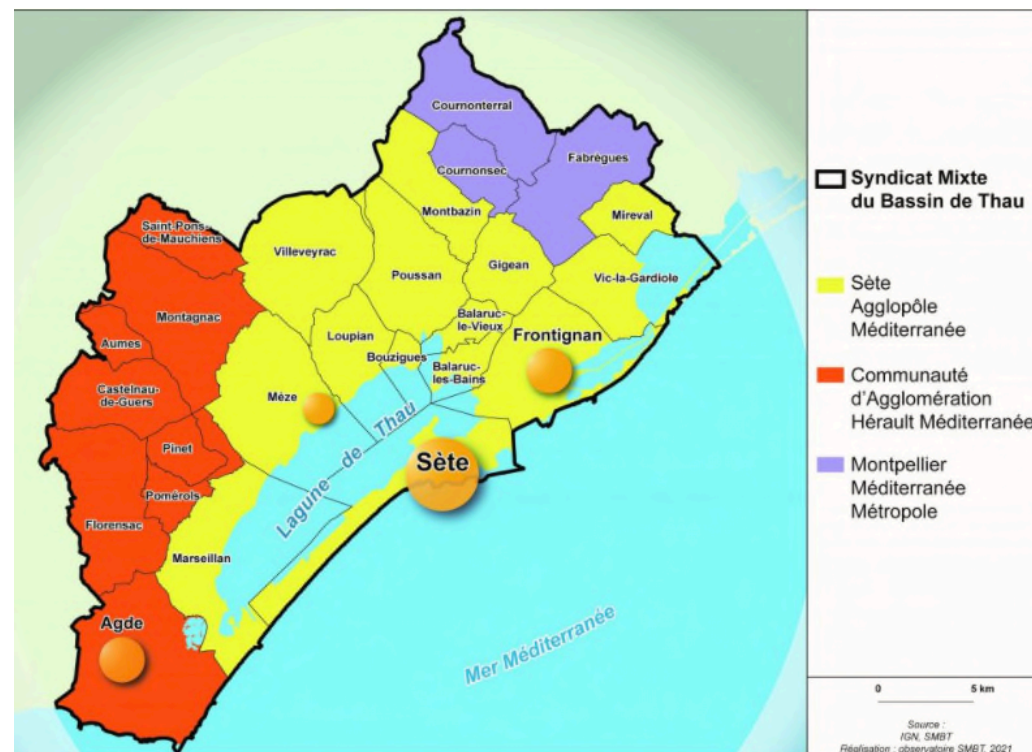 Cournonterral
Fabrègues
Cournonsec
Mireval
Montbazin
Saint-Pons-
de-Mauchiens
Villeveyrac
Gigean
Poussan
Vic-la-Gardiole
Montagnac
Balaruc-
le-Vieux
Loupian
Frontignan
Aumes
Bouzigues
Balaruc-
les-Bains
Castelnau-
de-Guers
Mèze
Pinet
Sète
Lagune de Thau
Pomérols
Florensac
Marseillan
Agde
Mer Méditerranée
Syndicat Mixte
du Bassin de Thau
Sète
Agglopôle
Méditerranée
Communauté
d'Agglomération
Hérault Méditerranée
Montpellier
Méditerranée
Métropole
0 5 km
Source :
IGN, SMBT
Réalisation : observatoire SMBT, 2021